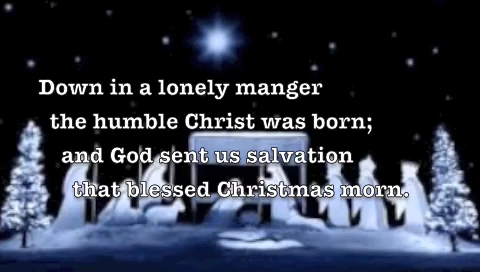 Down in a lonely manger
the humble Christ was born;
and God sent us salvation
that blessed Christmas morn.